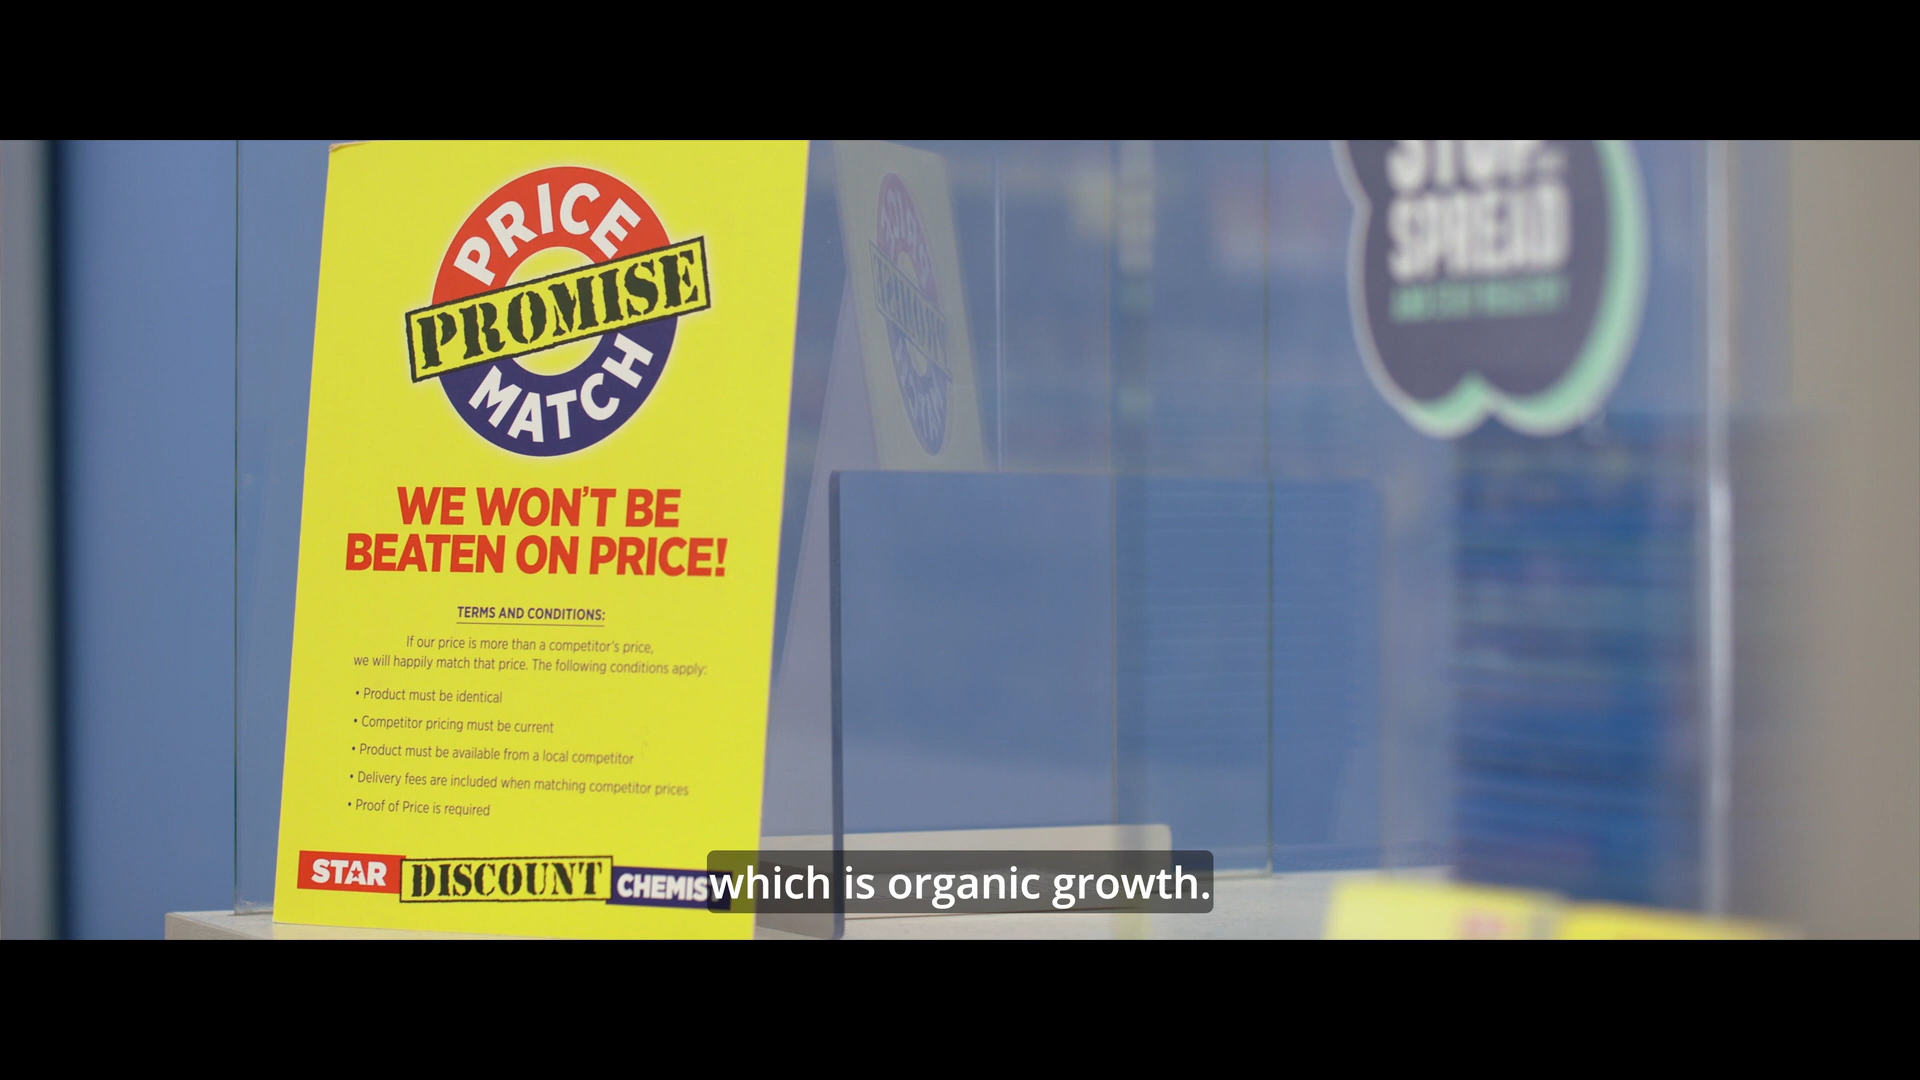 PRICE
PROMISE
MATCH
WE WON'T BE
BEATEN ON PRICE!
TERMS AND CONDITIONS:
If our price is more than a competitor's price,
we will happily match that price. The following conditions apply:
• Product must be identical
• Competitor pricing must be current
• Product must be available from a local competitor
• Delivery fees are included when matching competitor prices
• Proof of Price is required
STAR DISCOUNT CHEMIST
STOP
SPREAD
which is organic growth.